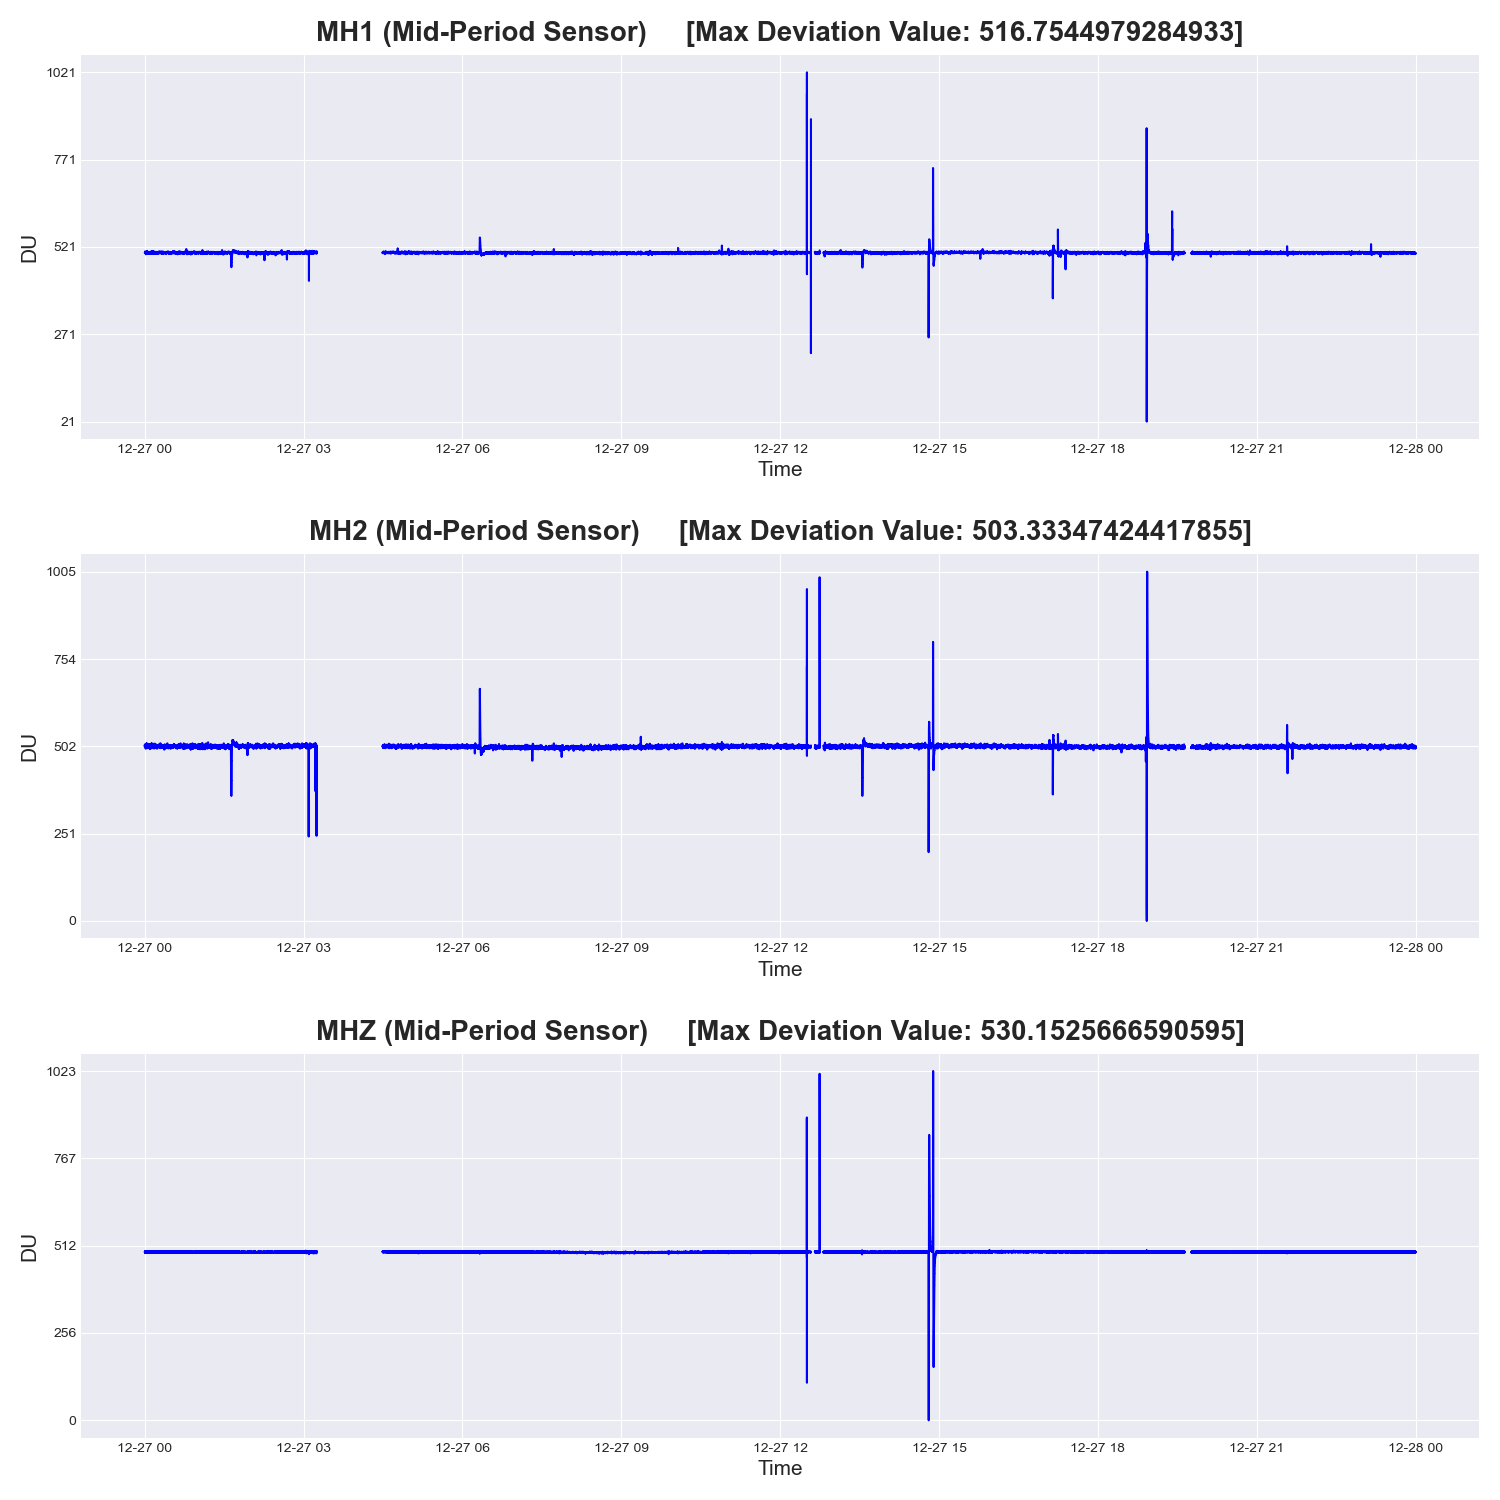 MH1 (Mid-Period Sensor) [Max Deviation Value: 516.7544979284933]
1021
771
521
271
21
DU
12-27 00 12-27 03 12-27 06 12-27 09 12-27 12 12-27 15 12-27 18 12-27 21 12-28 00
Time
MH2 (Mid-Period Sensor) [Max Deviation Value: 503.33347424417855]
1005
754
502
251
0
DU
12-27 00 12-27 03 12-27 06 12-27 09 12-27 12 12-27 15 12-27 18 12-27 21 12-28 00
Time
MHZ (Mid-Period Sensor) [Max Deviation Value: 530.1525666590595]
1023
767
512
256
0
DU
12-27 00 12-27 03 12-27 06 12-27 09 12-27 12 12-27 15 12-27 18 12-27 21 12-28 00
Time